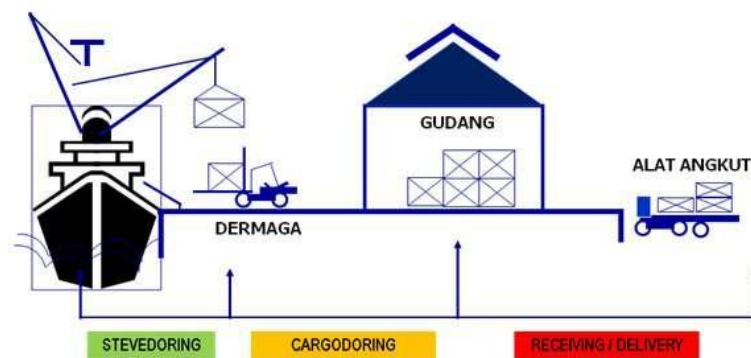 GUDANG
ALAT ANGKUT
DERMAGA
STEVEDORING
CARGODORING
RECEIVING / DELIVERY